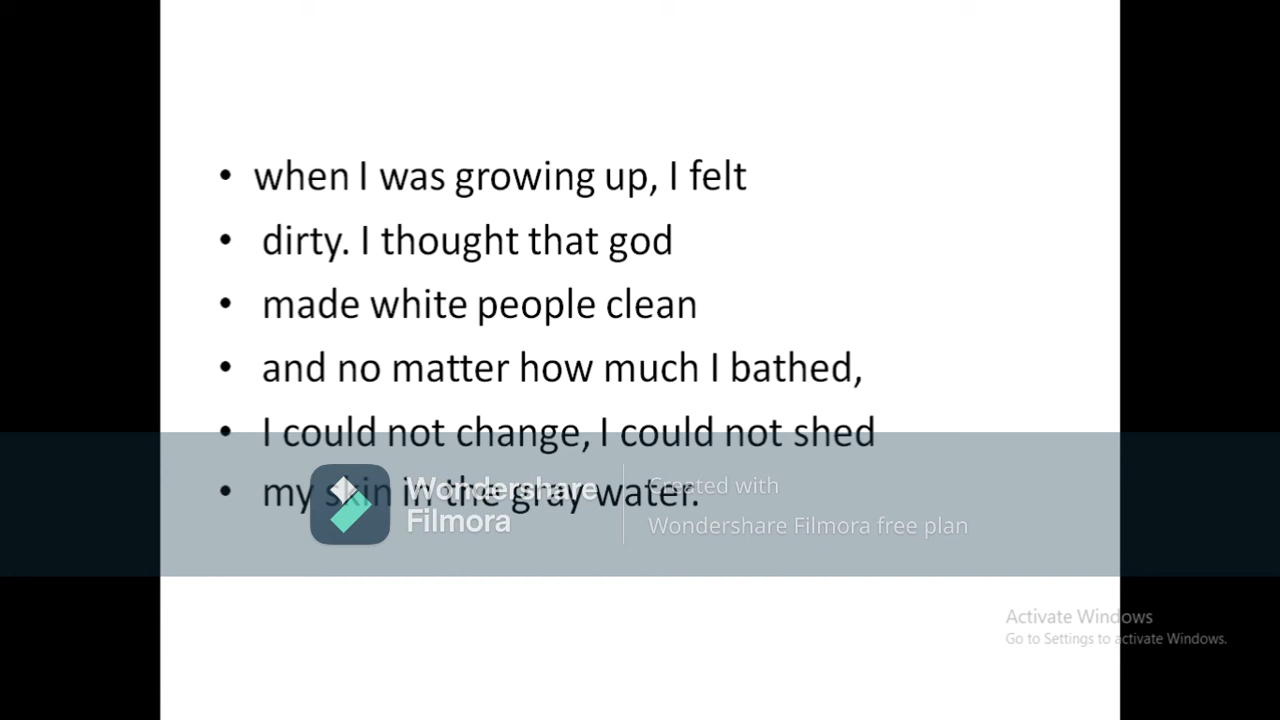 • when I was growing up, I felt
• dirty. I thought that god
• made white people clean
• and no matter how much I bathed,
• I could not change, I could not shed
• my skin in the gray water.
Wondershare
Filmora
Created with
Wondershare Filmora free plan
Activate Windows
Go to Settings to activate Windows.